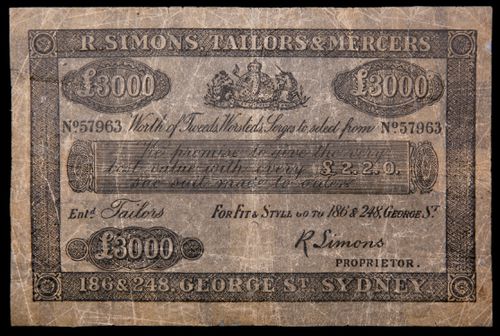 R. SIMONS, TAILORS & MERCERS
£3000 £3000
No57963 Worth of Tweeds, Worsteds, Serges to select from No57963
We promise to give the very
best value with every £2.2.0.
sac suit made to order
Entd. Tailors FOR FIT & STYLE GO TO 186 & 248, GEORGE ST
£3000 R Simons
PROPRIETOR.
186 & 248, GEORGE ST. SYDNEY.